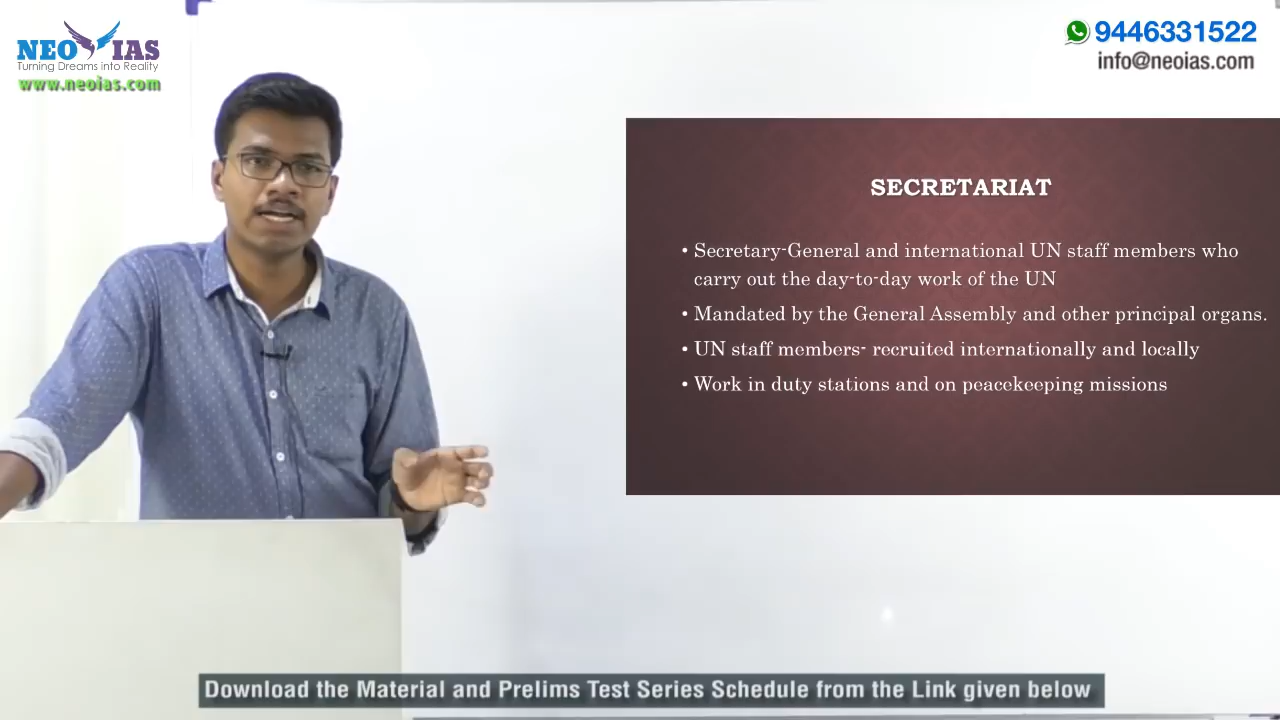 NEO IAS
Turning Dreams into Reality
www.neoias.com
9446331522
info@neoias.com
SECRETARIAT
• Secretary-General and international UN staff members who
carry out the day-to-day work of the UN
• Mandated by the General Assembly and other principal organs.
• UN staff members- recruited internationally and locally
• Work in duty stations and on peacekeeping missions
Download the Material and Prelims Test Series Schedule from the Link given below